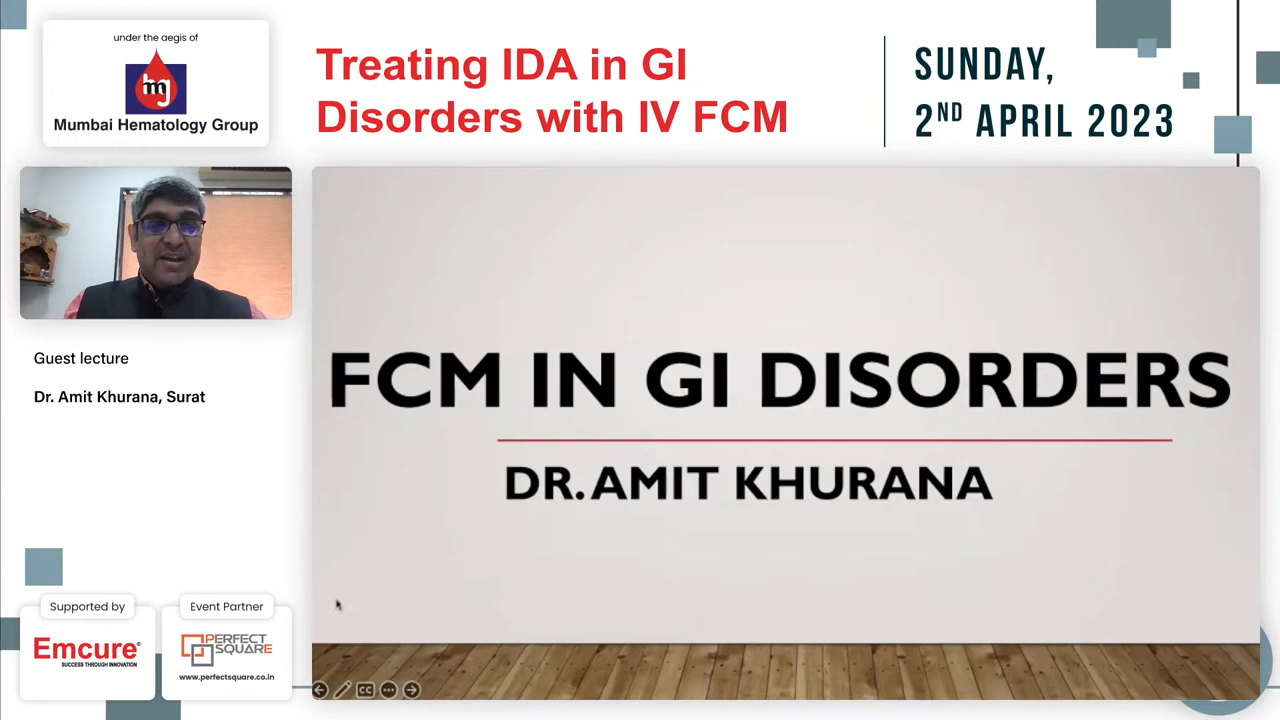 under the aegis of
mg
Mumbai Hematology Group
Treating IDA in GI
Disorders with IV FCM
SUNDAY,
2ND APRIL 2023
Guest lecture
Dr. Amit Khurana, Surat
FCM IN GI DISORDERS
DR. AMIT KHURANA
Supported by
Emcure®
SUCCESS THROUGH INNOVATION
Event Partner
PERFECT
SQUARE
www.perfectsquare.co.in
CC